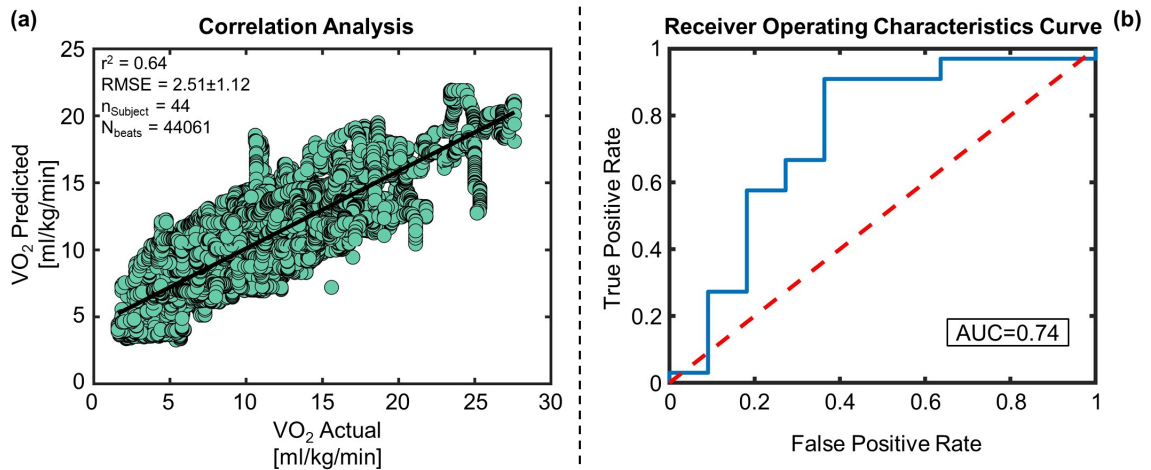 (a)
Correlation Analysis
r² = 0.64
RMSE = 2.51±1.12
nSubject = 44
Nbeats = 44061
25
20
15
10
5
0
VO₂ Predicted
[ml/kg/min]
0 5 10 15 20 25 30
VO₂ Actual
[ml/kg/min]
Receiver Operating Characteristics Curve
(b)
1
0.8
0.6
0.4
0.2
0
True Positive Rate
AUC=0.74
0 0.2 0.4 0.6 0.8 1
False Positive Rate